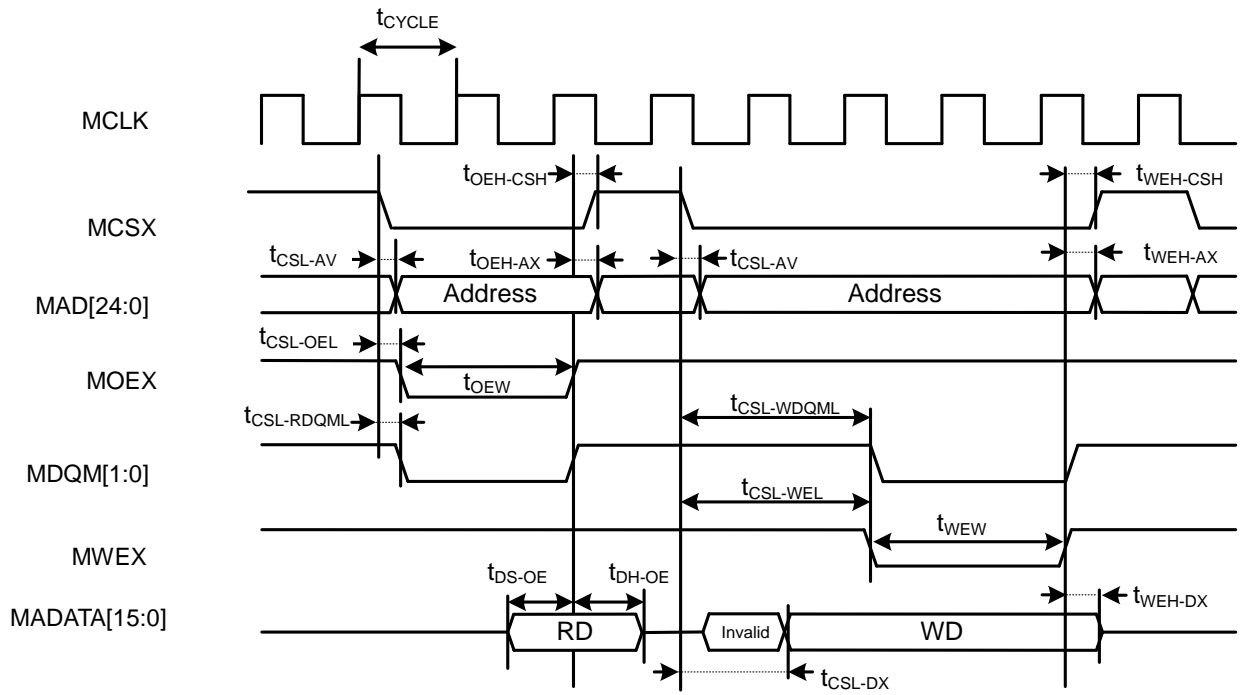 tCYCLE
MCLK
tOEH-CSH
tWEH-CSH
MCSX
tCSL-AV
tOEH-AX
tCSL-AV
tWEH-AX
MAD[24:0]
Address
Address
tCSL-OEL
MOEX
tOEW
tCSL-RDQML
tCSL-WDQML
MDQM[1:0]
tCSL-WEL
tWEW
MWEX
tDS-OE
tDH-OE
tWEH-DX
MADATA[15:0]
RD
Invalid
WD
tCSL-DX